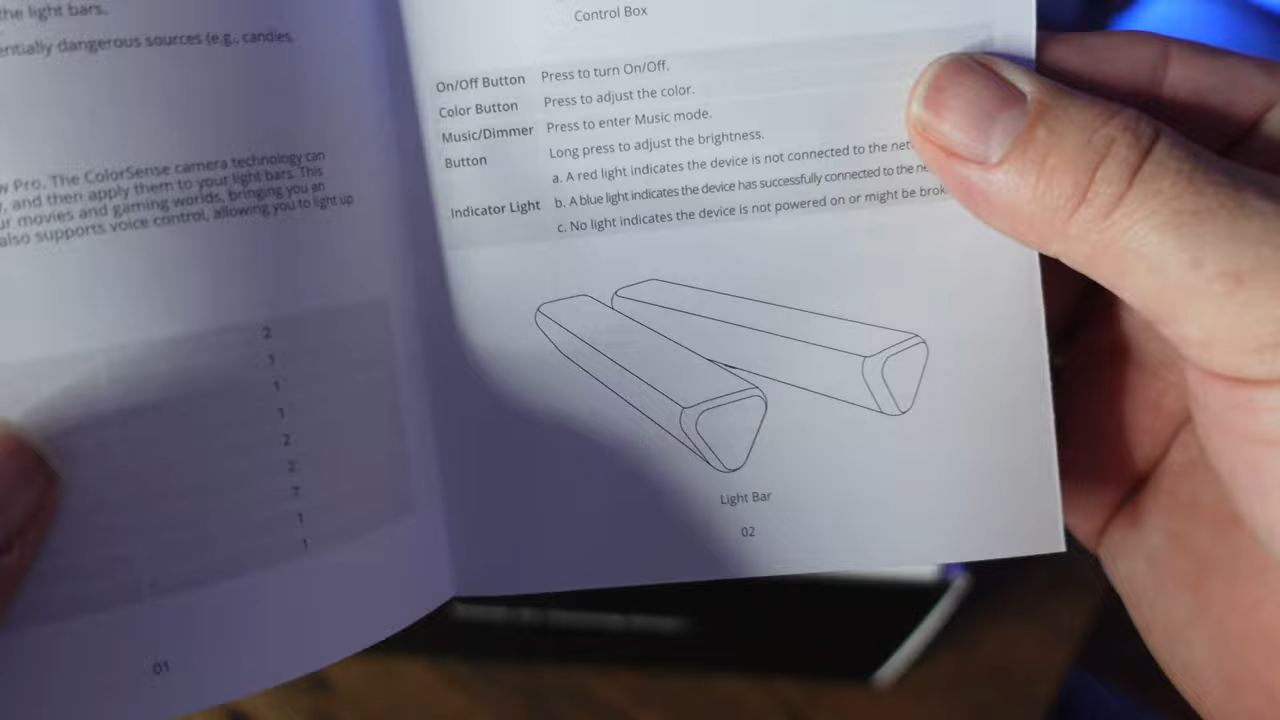 the light bars.
entially dangerous sources (e.g., candles,
w Pro. The ColorSense camera technology can
, and then apply them to your light bars. This
ur movies and gaming worlds, bringing you an
also supports voice control, allowing you to light up
2
1
1
1
2
2
7
1
1
01
Control Box
On/Off Button Press to turn On/Off.
Color Button Press to adjust the color.
Music/Dimmer Press to enter Music mode.
Button Long press to adjust the brightness.
a. A red light indicates the device is not connected to the net
Indicator Light b. A blue light indicates the device has successfully connected to the ne
c. No light indicates the device is not powered on or might be brok
Light Bar
02